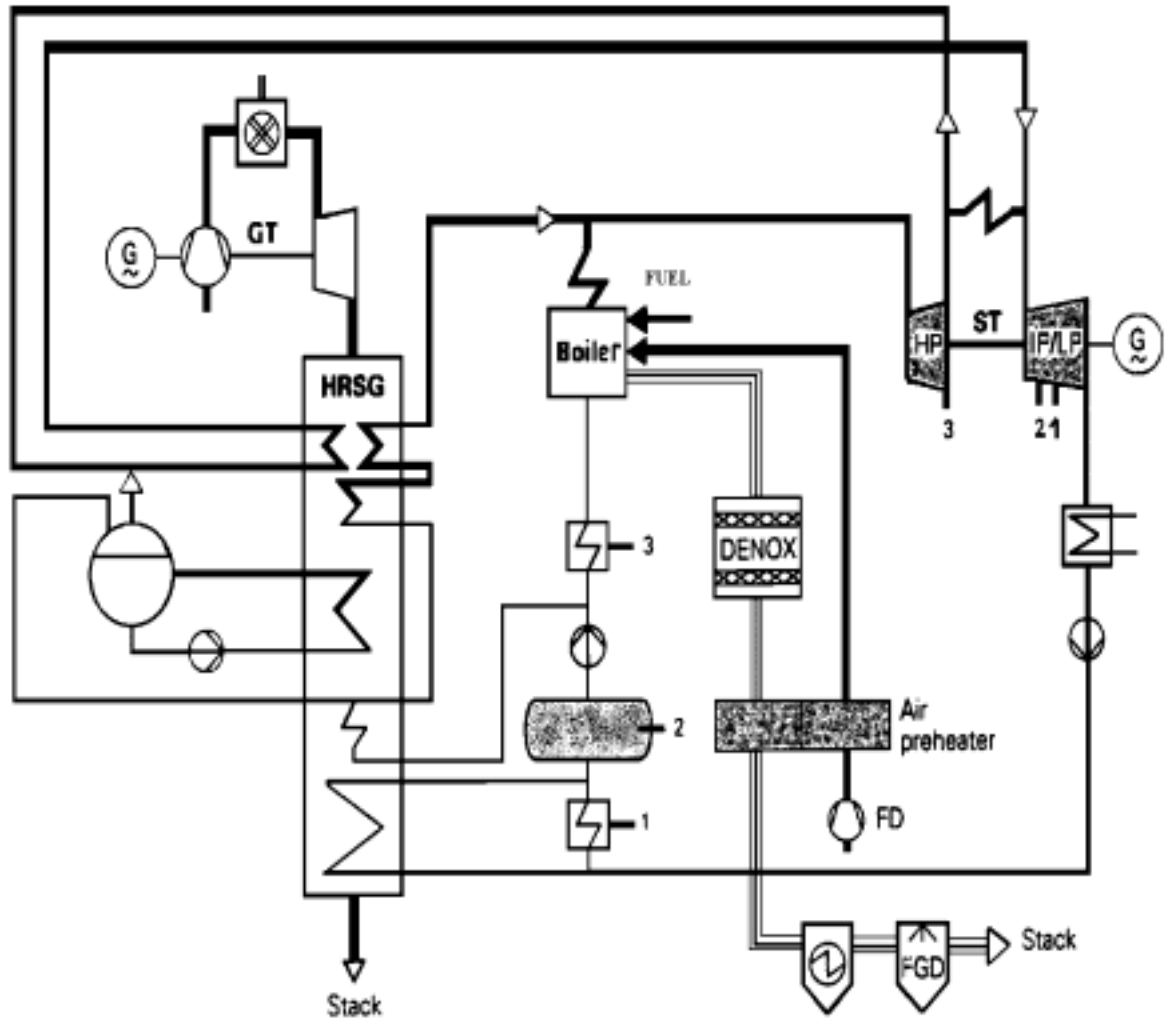 G
~
GT
FUEL
Boiler
HP
ST
IP/LP
G
~
HRSG
3
2 1
3
DENOX
2
Air
preheater
1
FD
Stack
FGD
Stack